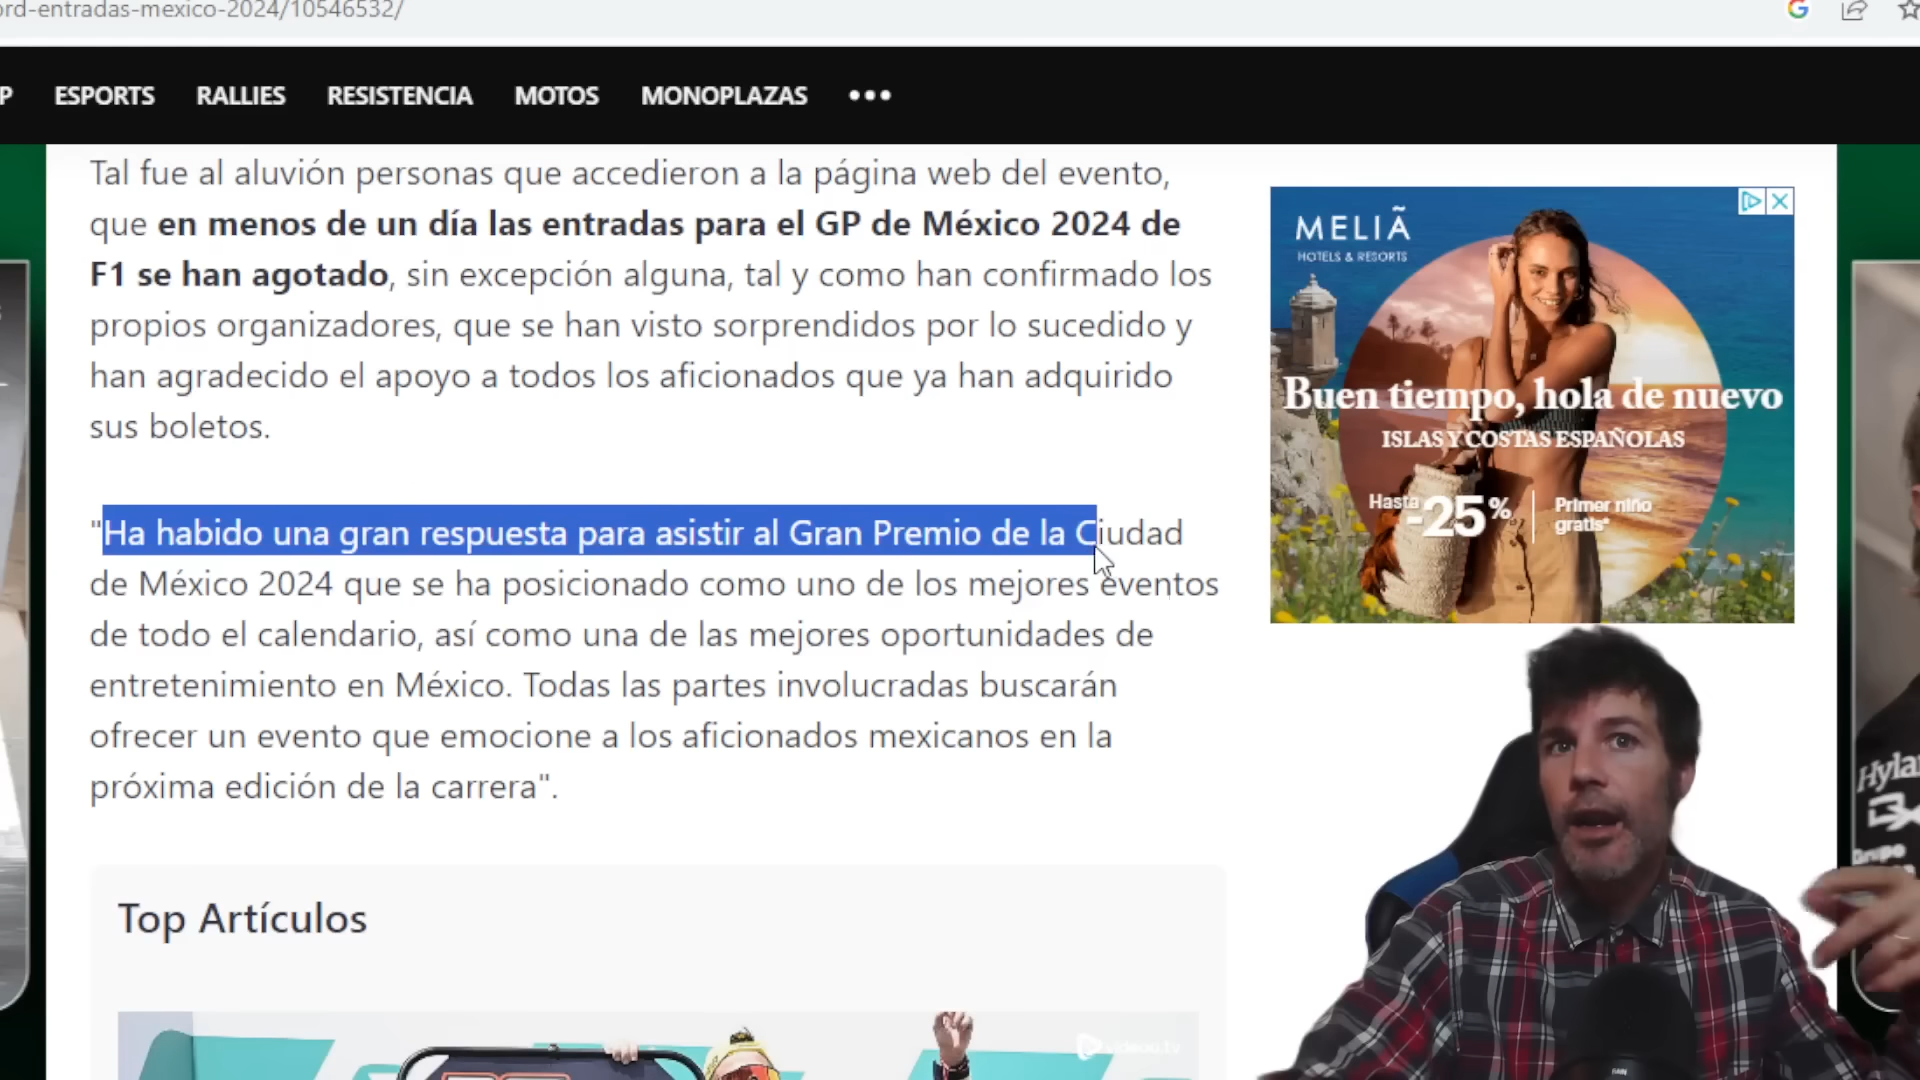 ord-entradas-mexico-2024/10546532/
P ESPORTS RALLIES RESISTENCIA MOTOS MONOPLAZAS •••
Tal fue al aluvión personas que accedieron a la página web del evento,
que en menos de un día las entradas para el GP de México 2024 de
F1 se han agotado, sin excepción alguna, tal y como han confirmado los
propios organizadores, que se han visto sorprendidos por lo sucedido y
han agradecido el apoyo a todos los aficionados que ya han adquirido
sus boletos.
"Ha habido una gran respuesta para asistir al Gran Premio de la Ciudad
de México 2024 que se ha posicionado como uno de los mejores eventos
de todo el calendario, así como una de las mejores oportunidades de
entretenimiento en México. Todas las partes involucradas buscarán
ofrecer un evento que emocione a los aficionados mexicanos en la
próxima edición de la carrera".
Top Artículos
MELIÃ
HOTELS & RESORTS
Buen tiempo, hola de nuevo
ISLAS Y COSTAS ESPAÑOLAS
Hasta
-25%
Primer niño
gratis*
Hyla